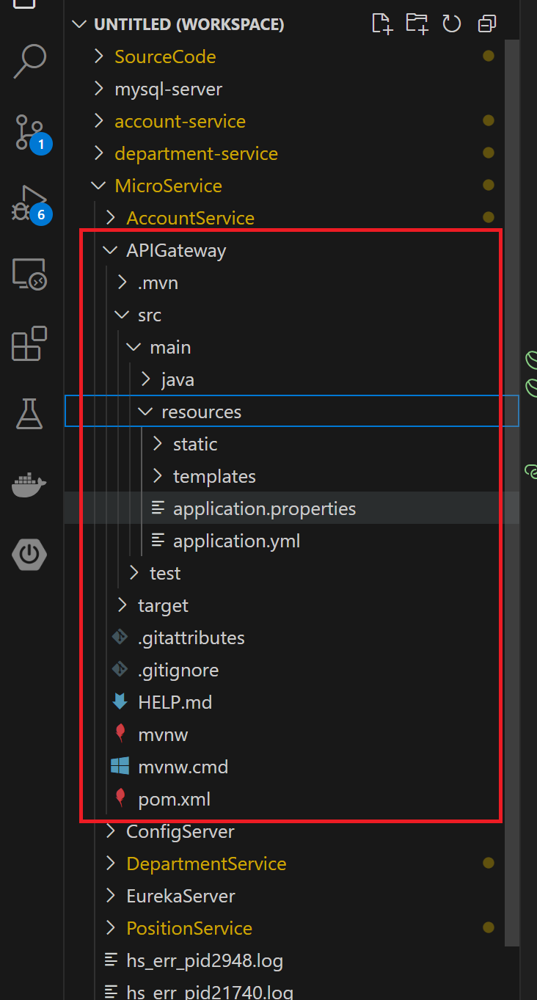 UNTITLED (WORKSPACE)
SourceCode
mysql-server
account-service
1
department-service
MicroService
6
AccountService
APIGateway
.mvn
src
main
java
resources
static
templates
application.properties
application.yml
test
target
.gitattributes
.gitignore
HELP.md
mvnw
mvnw.cmd
pom.xml
ConfigServer
DepartmentService
EurekaServer
PositionService
hs_err_pid2948.log
hs_err_pid21740.log